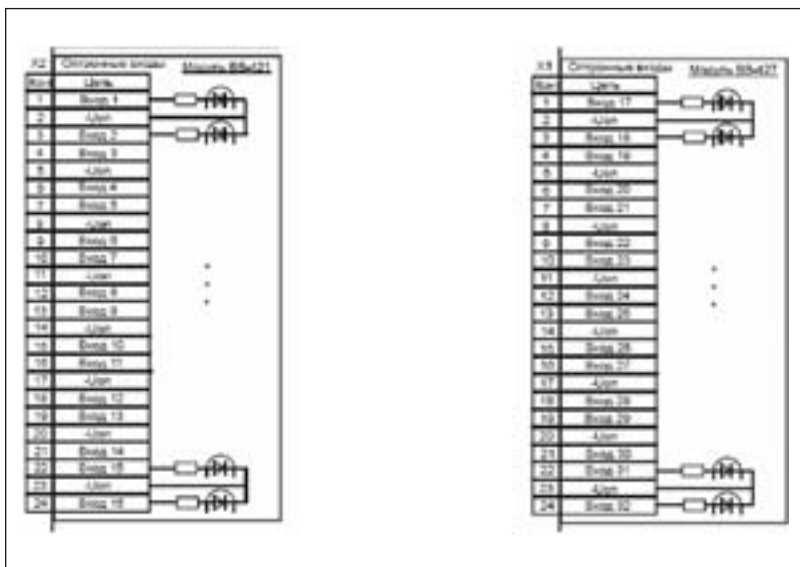 X2 Оптронные входы Модуль
Кон Цепь
1 Вход 1
2 -Uоп
3 Вход 2
4 Вход 3
5 -Uоп
6 Вход 4
7 Вход 5
8 -Uоп
9 Вход 6
10 Вход 7
11 -Uоп
12 Вход 8
13 Вход 9
14 -Uоп
15 Вход 10
16 Вход 11
17 -Uоп
18 Вход 12
19 Вход 13
20 -Uоп
21 Вход 14
22 Вход 15
23 -Uоп
24 Вход 16
Оптронные входы Модуль
Кон Цепь
1 Вход 17
2 -Uоп
3 Вход 18
4 Вход 19
5 -Uоп
6 Вход 20
7 Вход 21
8 -Uоп
9 Вход 22
10 Вход 23
11 -Uоп
12 Вход 24
13 Вход 25
14 -Uоп
15 Вход 26
16 Вход 27
17 -Uоп
18 Вход 28
19 Вход 29
20 -Uоп
21 Вход 30
22 Вход 31
23 -Uоп
24 Вход 32